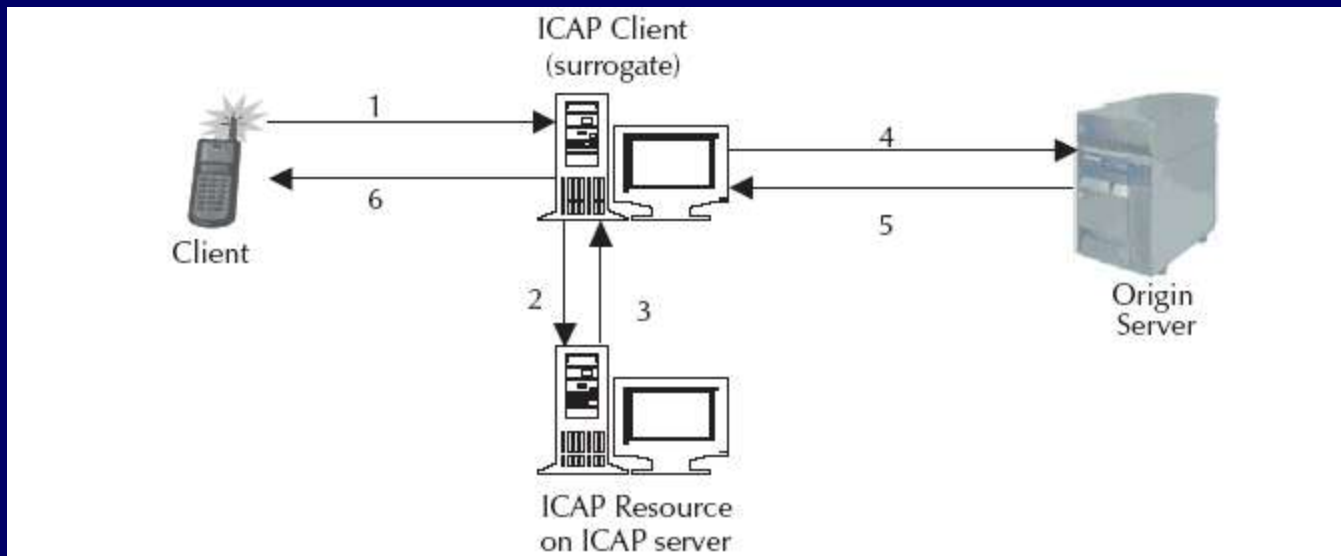 ICAP Client
(surrogate)
1
4
6
5
Client
2
3
Origin
Server
ICAP Resource
on ICAP server